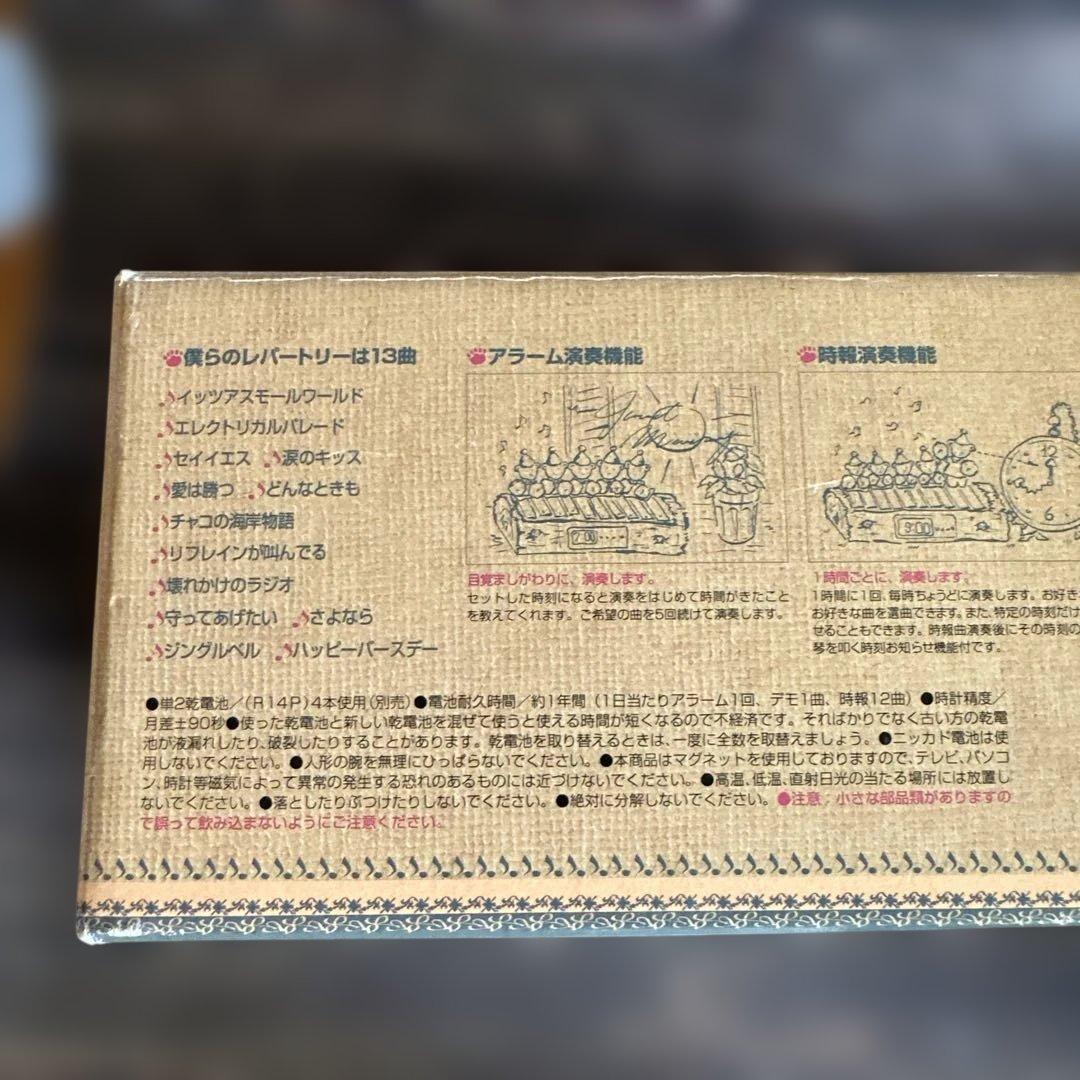 僕らのレパートリーは13曲
イッツアスモールワールド
エレクトリカルパレード
セイイエス 涙のキッス
愛は勝つ どんなときも
チャコの海岸物語
リフレインが叫んでる
壊れかけのラジオ
守ってあげたい さよなら
ジングルベル ハッピーバースデー
アラーム演奏機能
7:00
目覚ましがわりに、演奏します。
セットした時刻になると演奏をはじめて時間がきたこと
を教えてくれます。ご希望の曲を5回続けて演奏します。
時報演奏機能
12
3
6
9:00
1時間ごとに、演奏します。
1時間に1回、毎時ちょうどに演奏します。お好き
お好きな曲を選曲できます。また、特定の時刻だけ
せることもできます。時報曲演奏後にその時刻の
琴を叩く時刻お知らせ機能付です。
●単2乾電池/(R14P)4本使用(別売)●電池耐久時間/約1年間(1日当たりアラーム1回、デモ1曲、時報12曲)●時計精度/
月差±90秒●使った乾電池と新しい乾電池を混ぜて使うと使える時間が短くなるので不経済です。そればかりでなく古い方の乾電
池が液漏れしたり、破裂したりすることがあります。乾電池を取り替えるときは、一度に全数を取替えましょう。●ニッカド電池は使
用しないでください。●人形の腕を無理にひっぱらないでください。●本商品はマグネットを使用しておりますので、テレビ、パソコ
ン、時計等磁気によって異常の発生する恐れのあるものには近づけないでください。●高温、低温、直射日光の当たる場所には放置し
ないでください。●落としたりぶつけたりしないでください。●絶対に分解しないでください。●注意:小さな部品類がありますの
で誤って飲み込まないようにご注意ください。